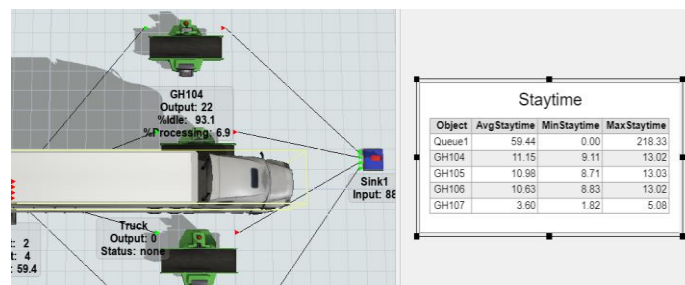 GH104
Output: 22
%Idle: 93.1
%Processing: 6.9
Sink1
Input: 88
Truck
Output: 0
Status: none
: 2
t: 4
: 59.4
Staytime
Object AvgStaytime MinStaytime MaxStaytime
Queue1 59.44 0.00 218.33
GH104 11.15 9.11 13.02
GH105 10.98 8.71 13.03
GH106 10.63 8.83 13.02
GH107 3.60 1.82 5.08